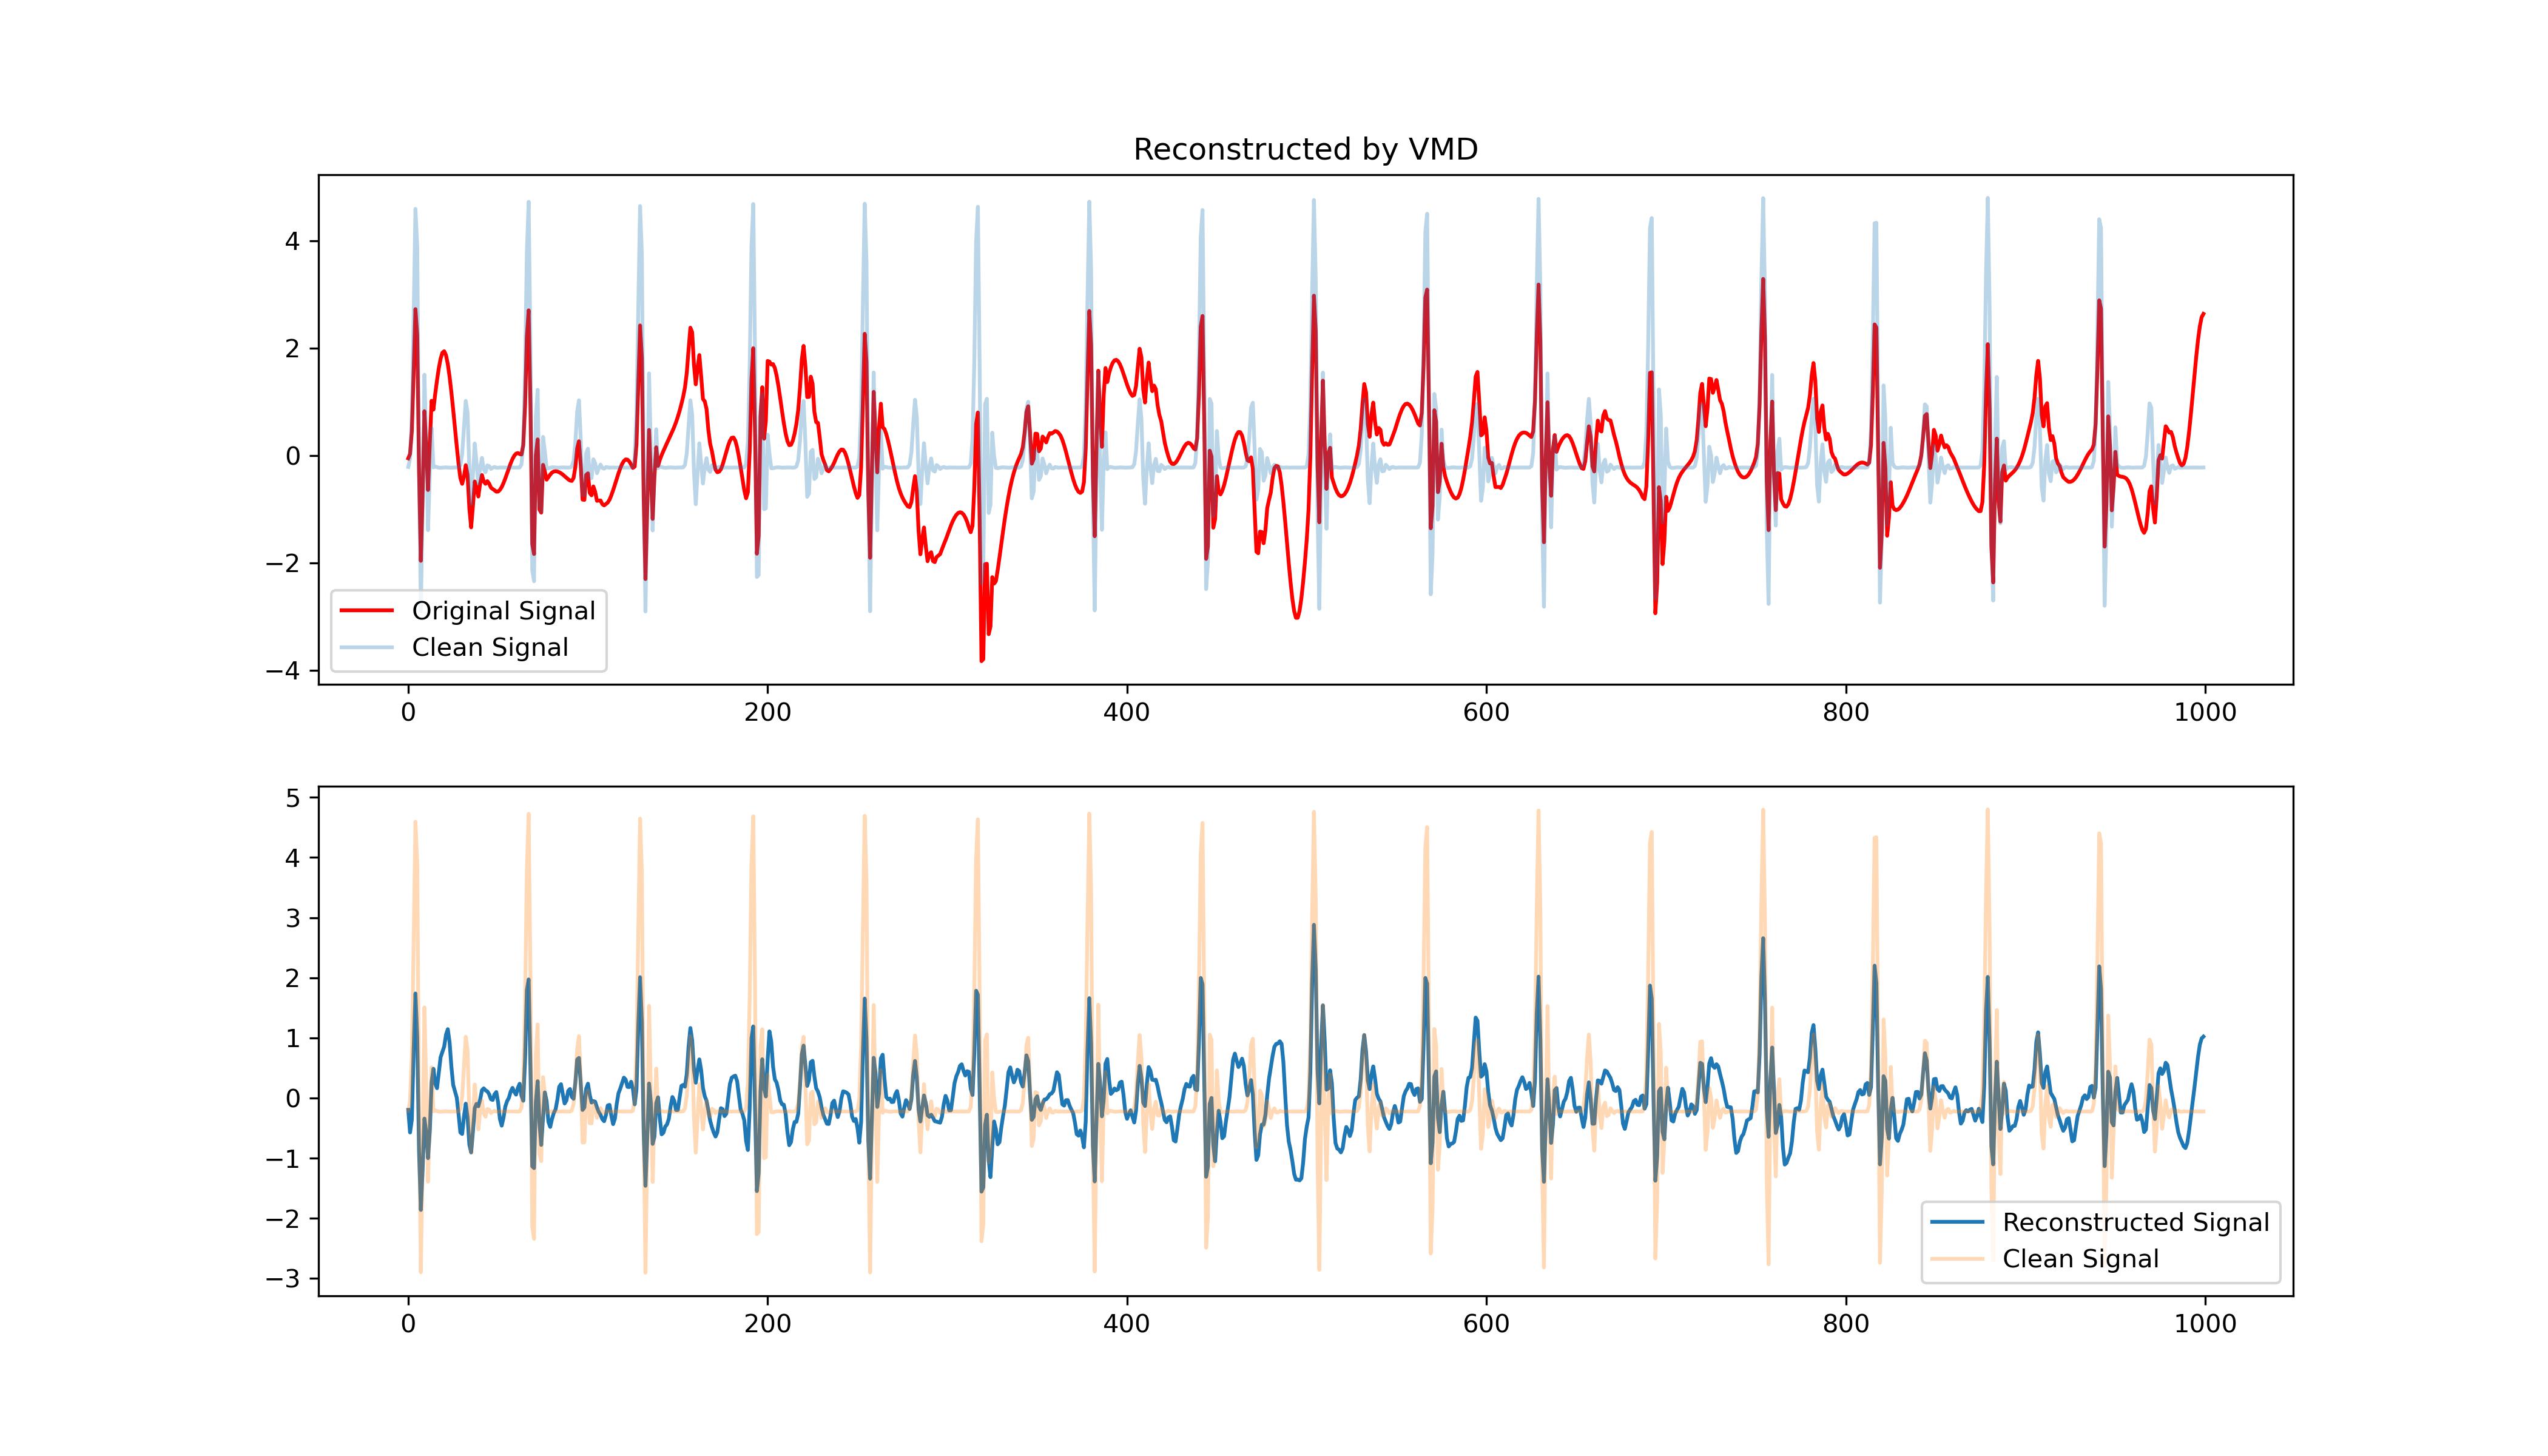 Reconstructed by VMD
4
2
0
−2
−4
Original Signal
Clean Signal
0 200 400 600 800 1000
5
4
3
2
1
0
−1
−2
−3
Reconstructed Signal
Clean Signal
0 200 400 600 800 1000